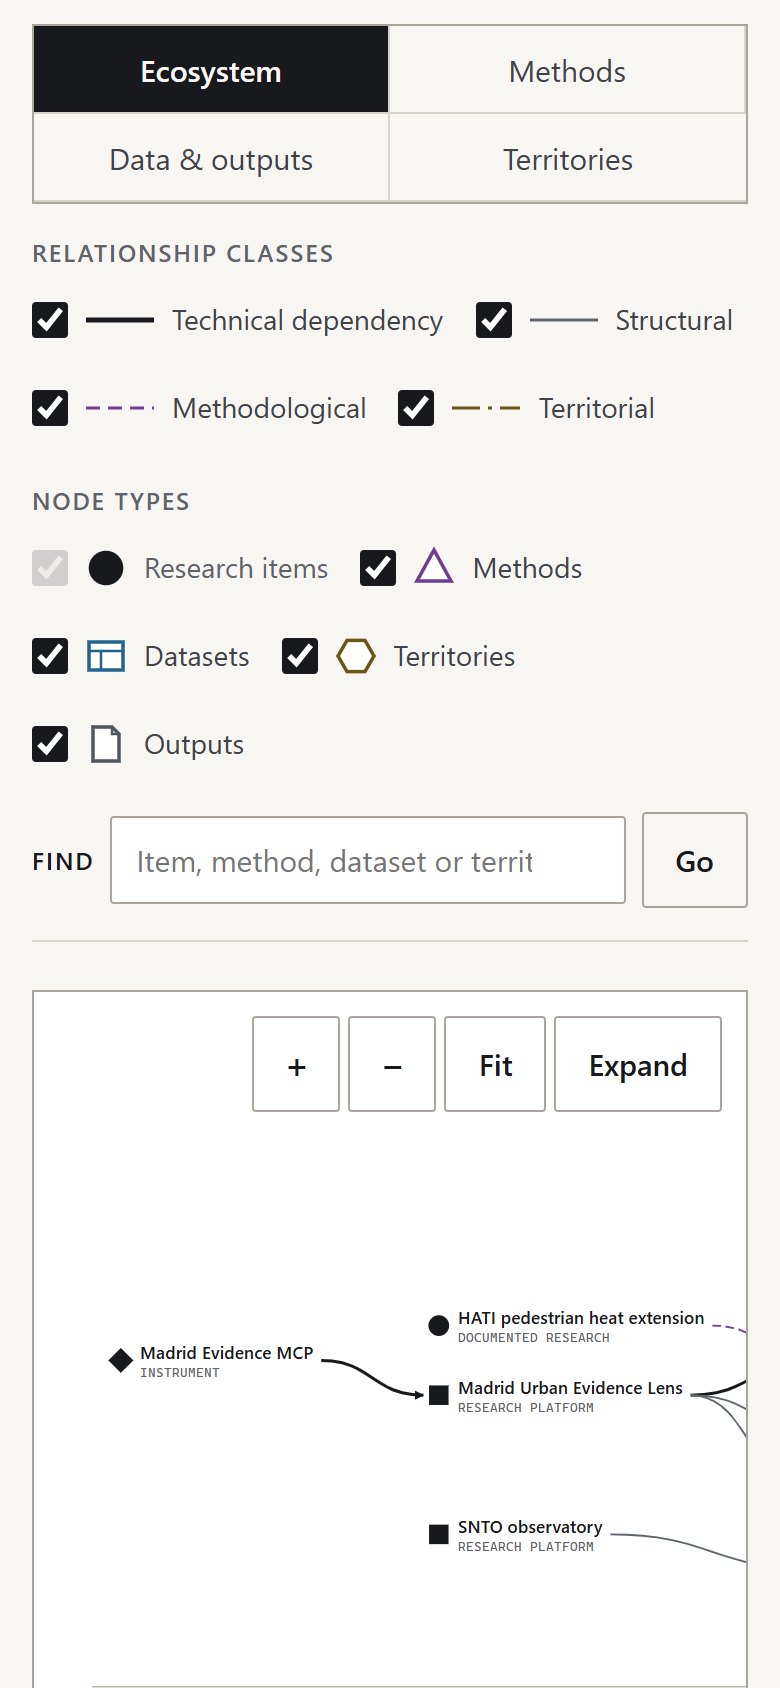 Ecosystem Methods
Data & outputs Territories
RELATIONSHIP CLASSES
Technical dependency Structural
Methodological Territorial
NODE TYPES
Research items Methods
Datasets Territories
Outputs
FIND Item, method, dataset or territ Go
+ − Fit Expand
HATI pedestrian heat extension
DOCUMENTED RESEARCH
Madrid Evidence MCP
INSTRUMENT
Madrid Urban Evidence Lens
RESEARCH PLATFORM
SNTO observatory
RESEARCH PLATFORM